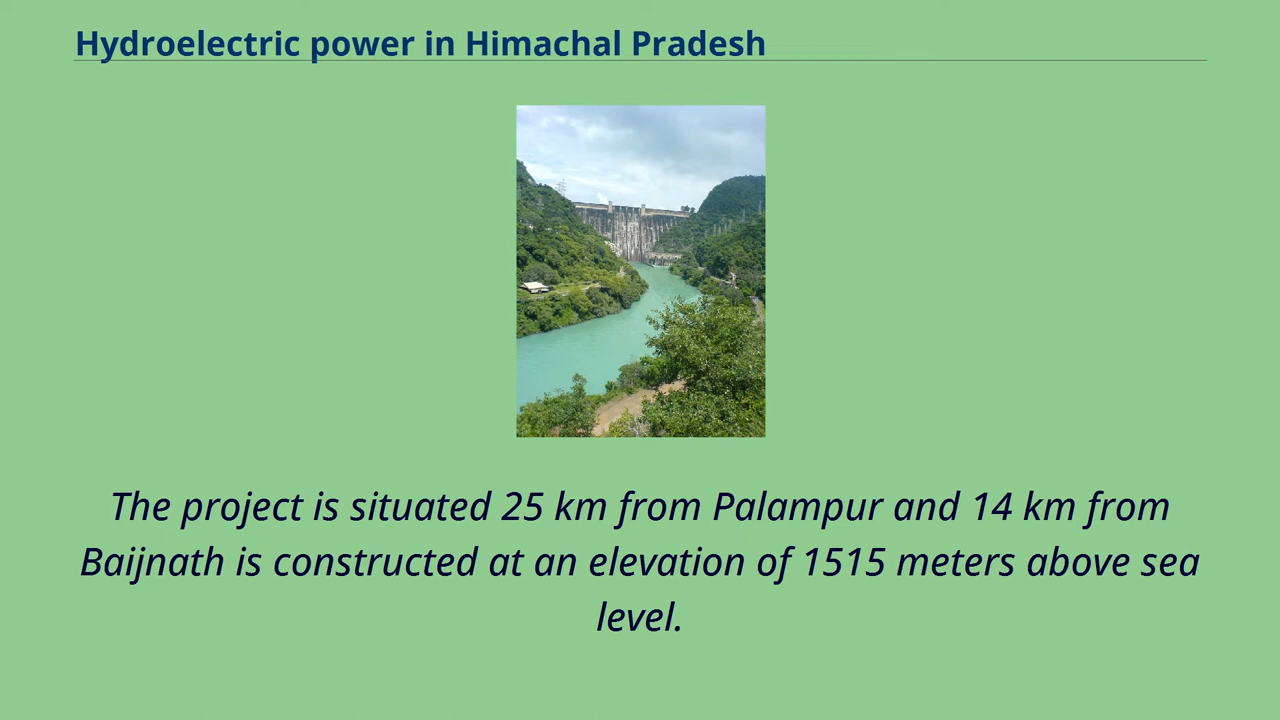 Hydroelectric power in Himachal Pradesh
The project is situated 25 km from Palampur and 14 km from
Baijnath is constructed at an elevation of 1515 meters above sea
level.